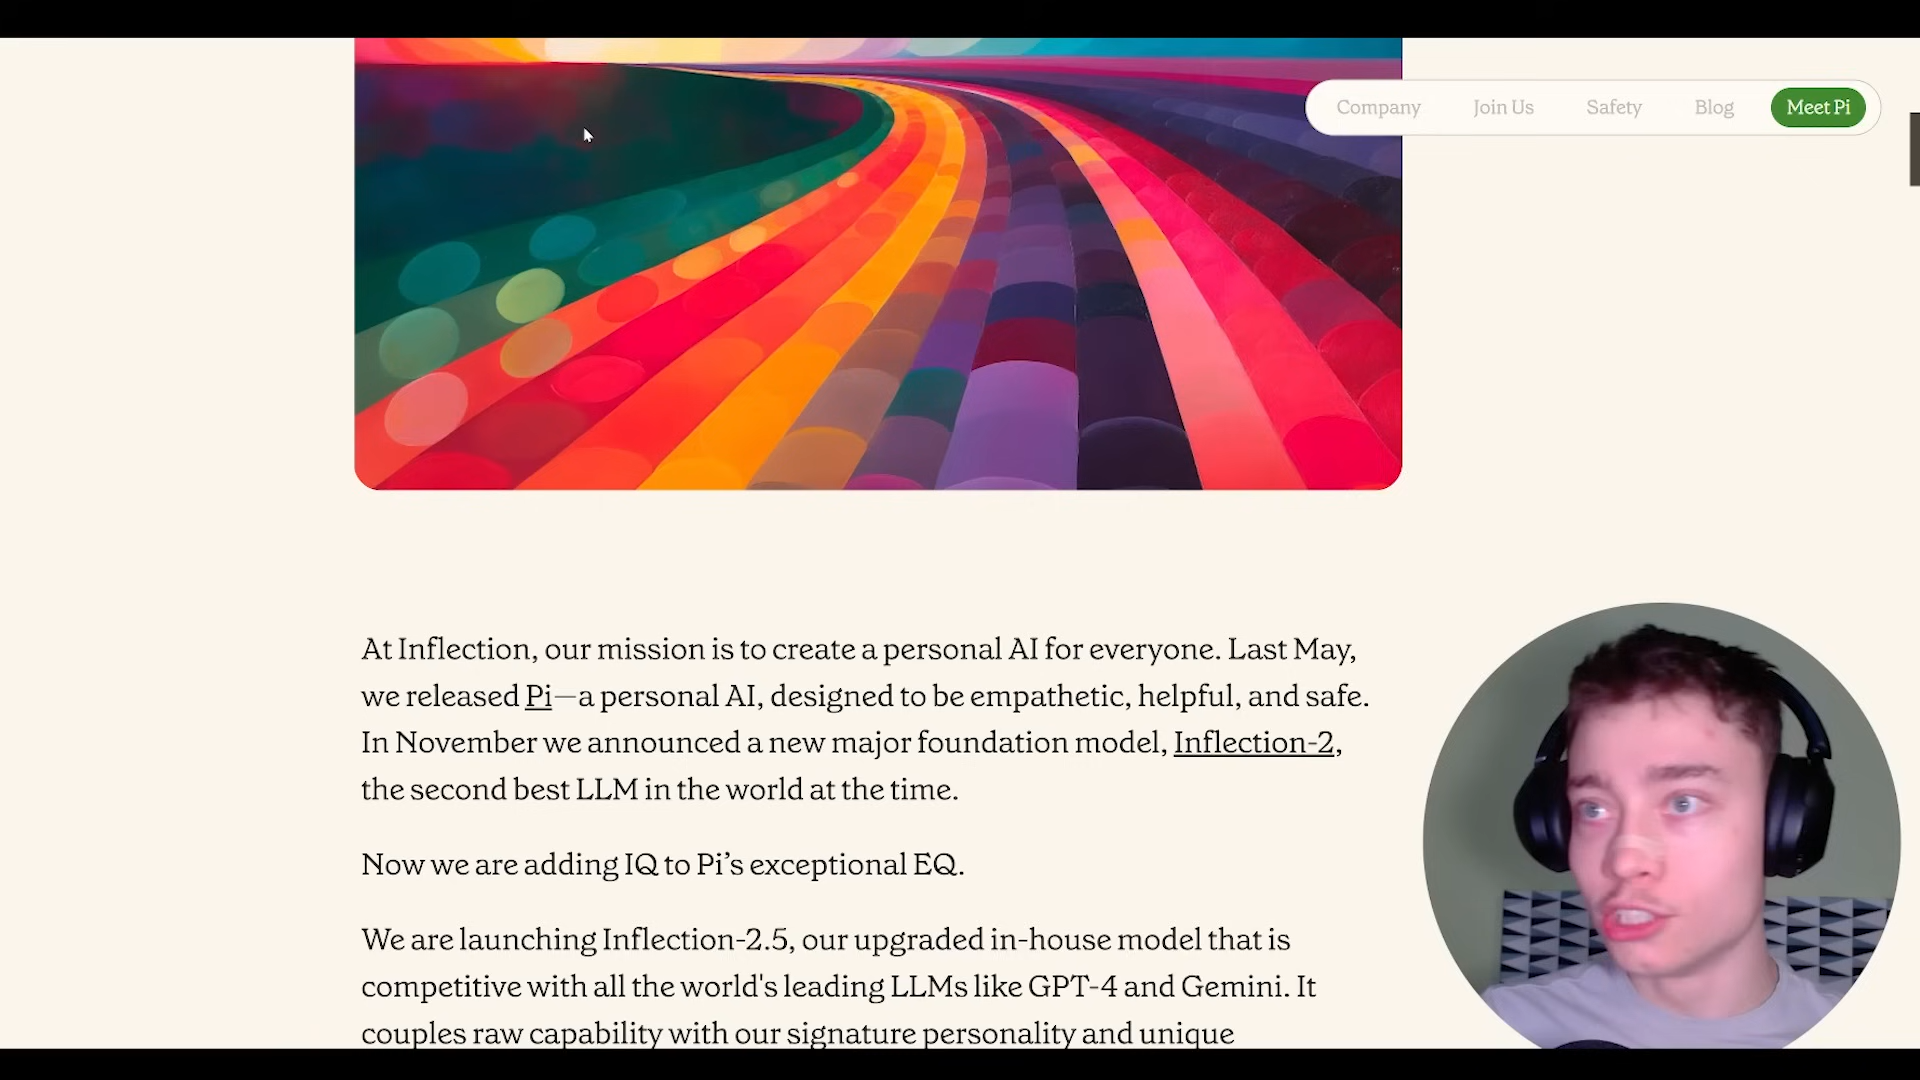 Company Join Us Safety Blog Meet Pi
At Inflection, our mission is to create a personal AI for everyone. Last May,
we released Pi—a personal AI, designed to be empathetic, helpful, and safe.
In November we announced a new major foundation model, Inflection-2,
the second best LLM in the world at the time.
Now we are adding IQ to Pi’s exceptional EQ.
We are launching Inflection-2.5, our upgraded in-house model that is
competitive with all the world's leading LLMs like GPT-4 and Gemini. It
couples raw capability with our signature personality and unique